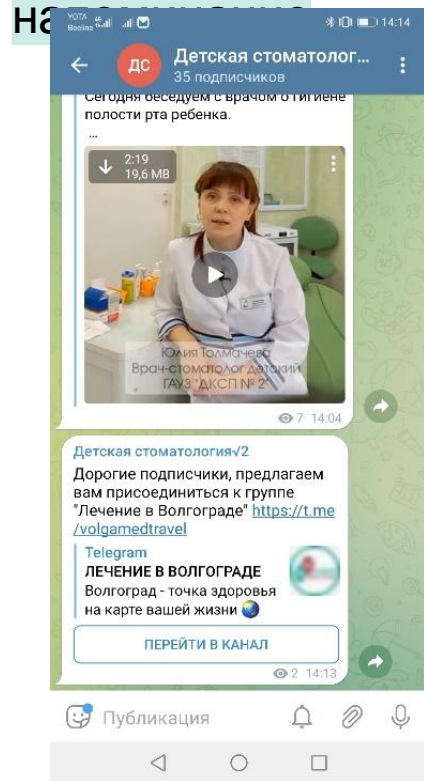 YOTA
14:14
ДС
Детская стоматолог...
35 подписчиков
Сегодня беседуем с врачом о гигиене
полости рта ребенка.
...
2:19
19,6 MB
Юлия Толмачева
Врач-стоматолог детский
ГАУЗ "ДКСП № 2"
7 14:04
Детская стоматология√2
Дорогие подписчики, предлагаем
вам присоединиться к группе
"Лечение в Волгограде" https://t.me
/volgamedtravel
Telegram
ЛЕЧЕНИЕ В ВОЛГОГРАДЕ
Волгоград - точка здоровья
на карте вашей жизни
ПЕРЕЙТИ В КАНАЛ
2 14:13
Публикация